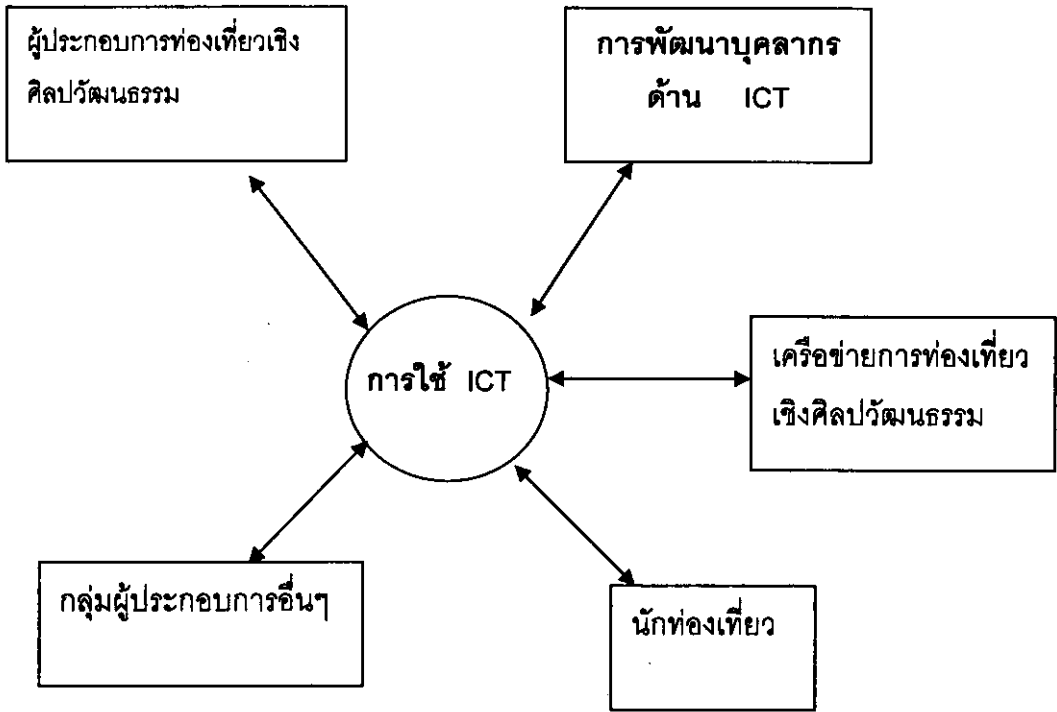 ผู้ประกอบการท่องเที่ยวเชิง
ศิลปวัฒนธรรม
การพัฒนาบุคลากร
ด้าน ICT
การใช้ ICT
เครือข่ายการท่องเที่ยว
เชิงศิลปวัฒนธรรม
กลุ่มผู้ประกอบการอื่นๆ
นักท่องเที่ยว